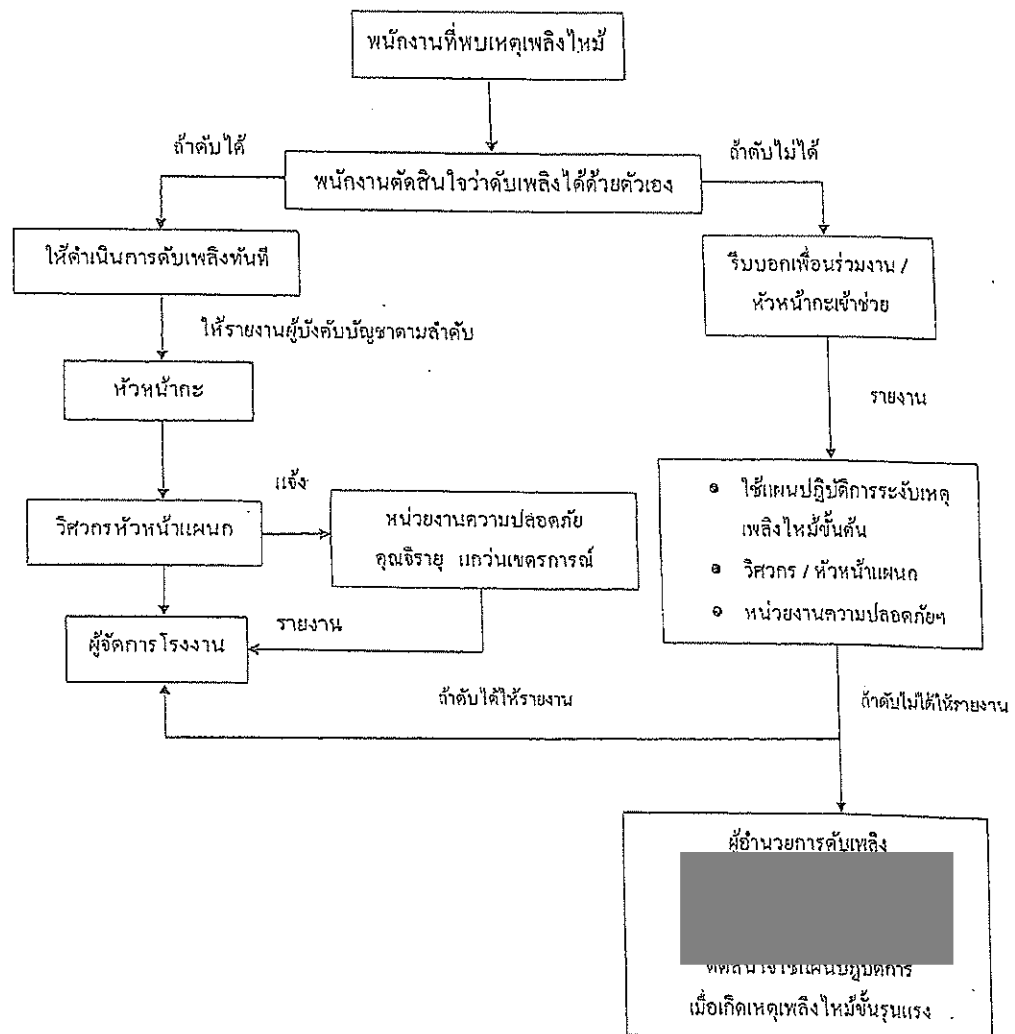 พนักงานที่พบเหตุเพลิงไหม้
ถ้าดับได้
ถ้าดับไม่ได้
พนักงานตัดสินใจว่าดับเพลิงได้ด้วยตัวเอง
ให้ดำเนินการดับเพลิงทันที
รีบบอกเพื่อนร่วมงาน /
หัวหน้ากะเข้าช่วย
ให้รายงานผู้บังคับบัญชาตามลำดับ
หัวหน้ากะ
รายงาน
แจ้ง
วิศวกรหัวหน้าแผนก
หน่วยงานความปลอดภัย
คุณจิรายุ แกว่นเขตรการณ์
• ใช้แผนปฏิบัติการระงับเหตุ
เพลิงไหม้ขั้นต้น
• วิศวกร / หัวหน้าแผนก
• หน่วยงานความปลอดภัยฯ
รายงาน
ผู้จัดการโรงงาน
ถ้าดับได้ให้รายงาน
ถ้าดับไม่ได้ให้รายงาน
ผู้อำนวยการดับเพลิง
ตัดสินใจใช้แผนปฏิบัติการ
เมื่อเกิดเหตุเพลิงไหม้ขั้นรุนแรง